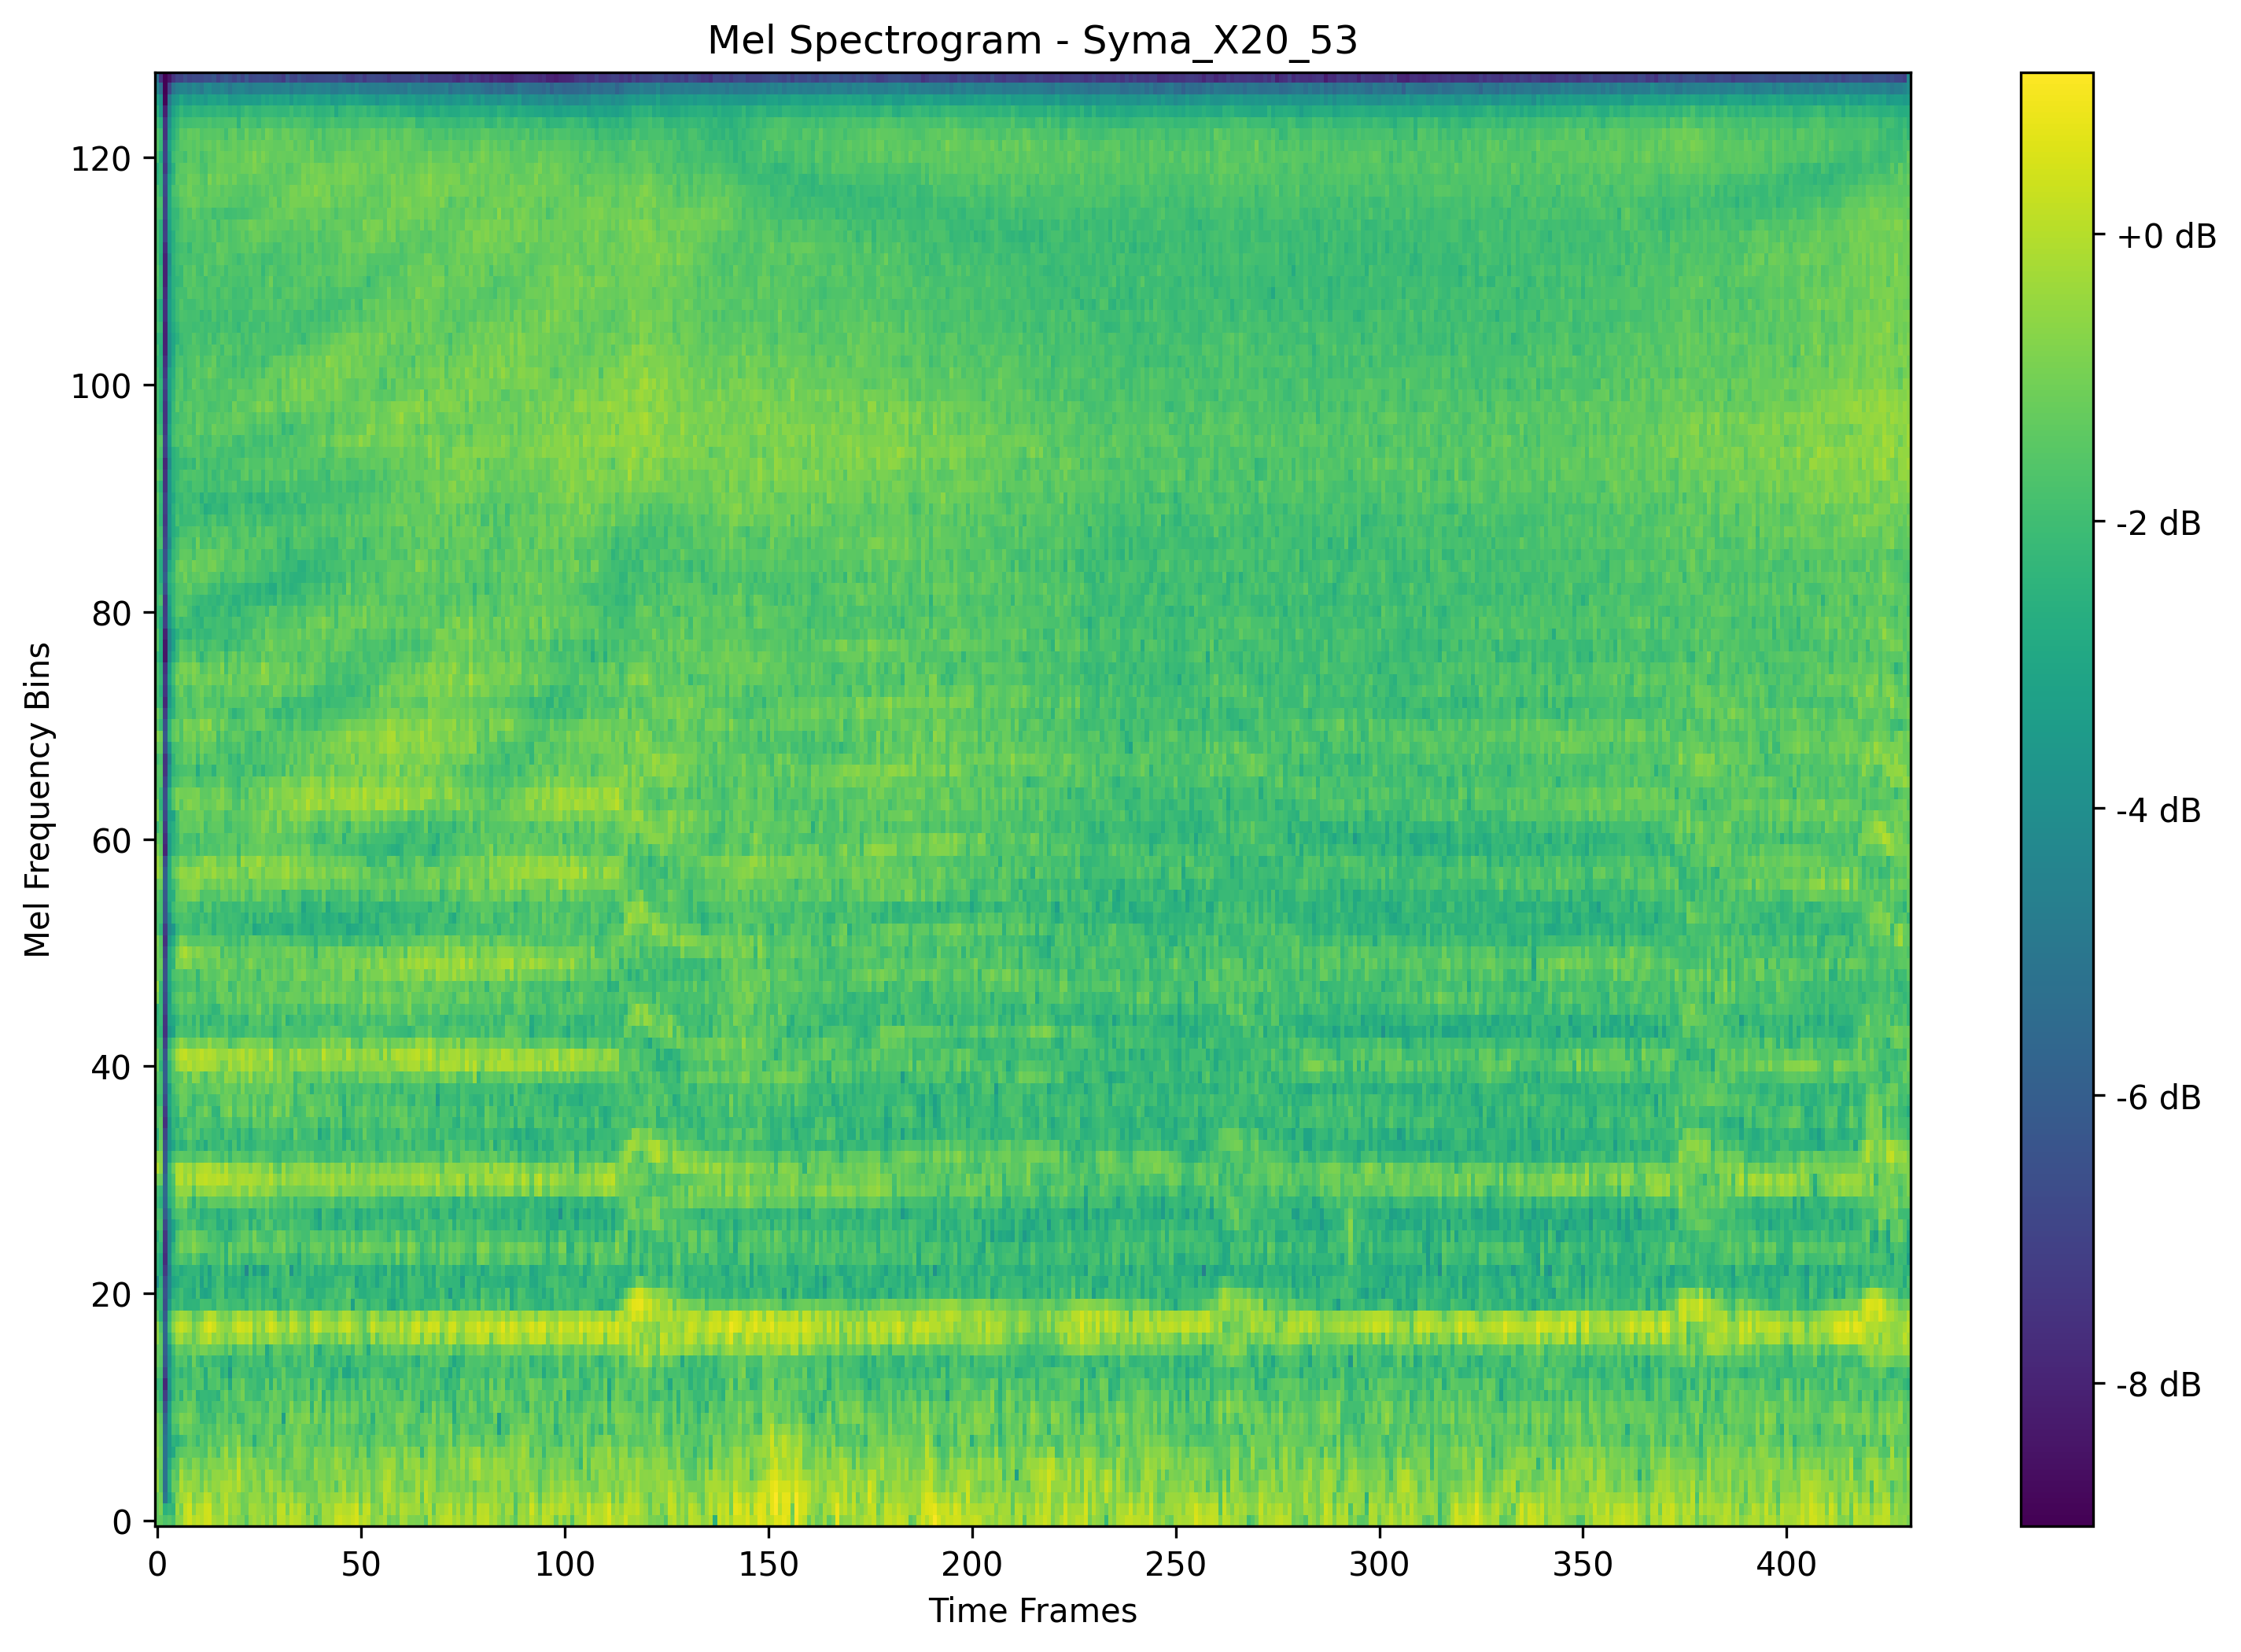 Mel Spectrogram - Syma_X20_53
Mel Frequency Bins
120
100
80
60
40
20
0
0 50 100 150 200 250 300 350 400
Time Frames
+0 dB
-2 dB
-4 dB
-6 dB
-8 dB